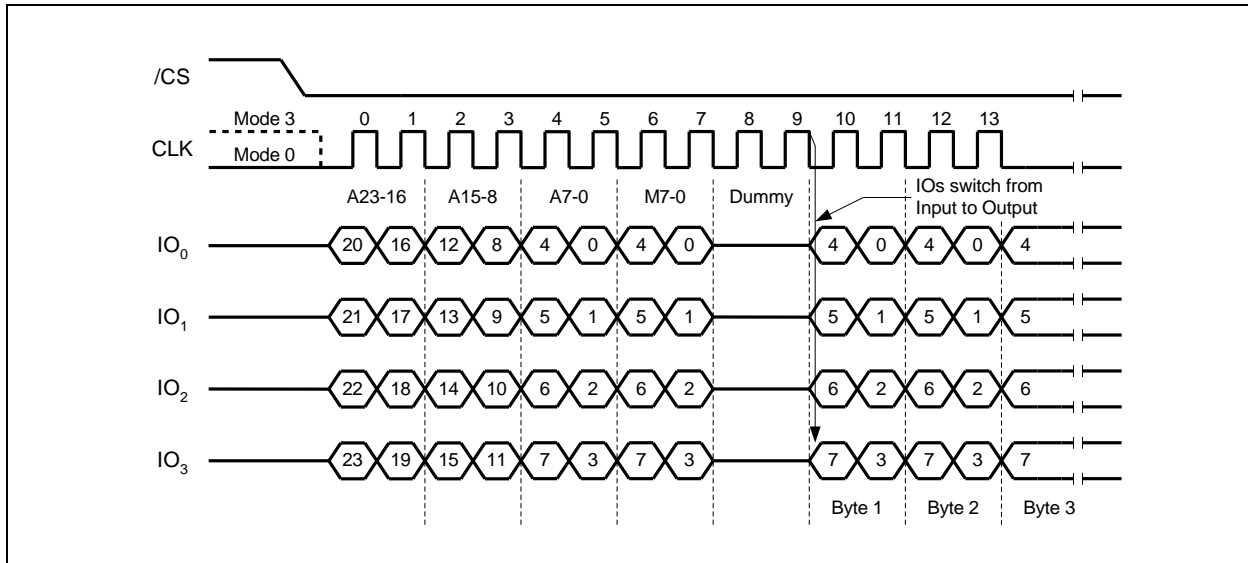 /CS
Mode 3
0 1 2 3 4 5 6 7 8 9 10 11 12 13
CLK
Mode 0
IOs switch from
Input to Output
A23-16 A15-8 A7-0 M7-0 Dummy
IO0 20 16 12 8 4 0 4 0 4 0 4 0 4
IO1 21 17 13 9 5 1 5 1 5 1 5 1 5
IO2 22 18 14 10 6 2 6 2 6 2 6 2 6
IO3 23 19 15 11 7 3 7 3 7 3 7 3 7
Byte 1 Byte 2 Byte 3